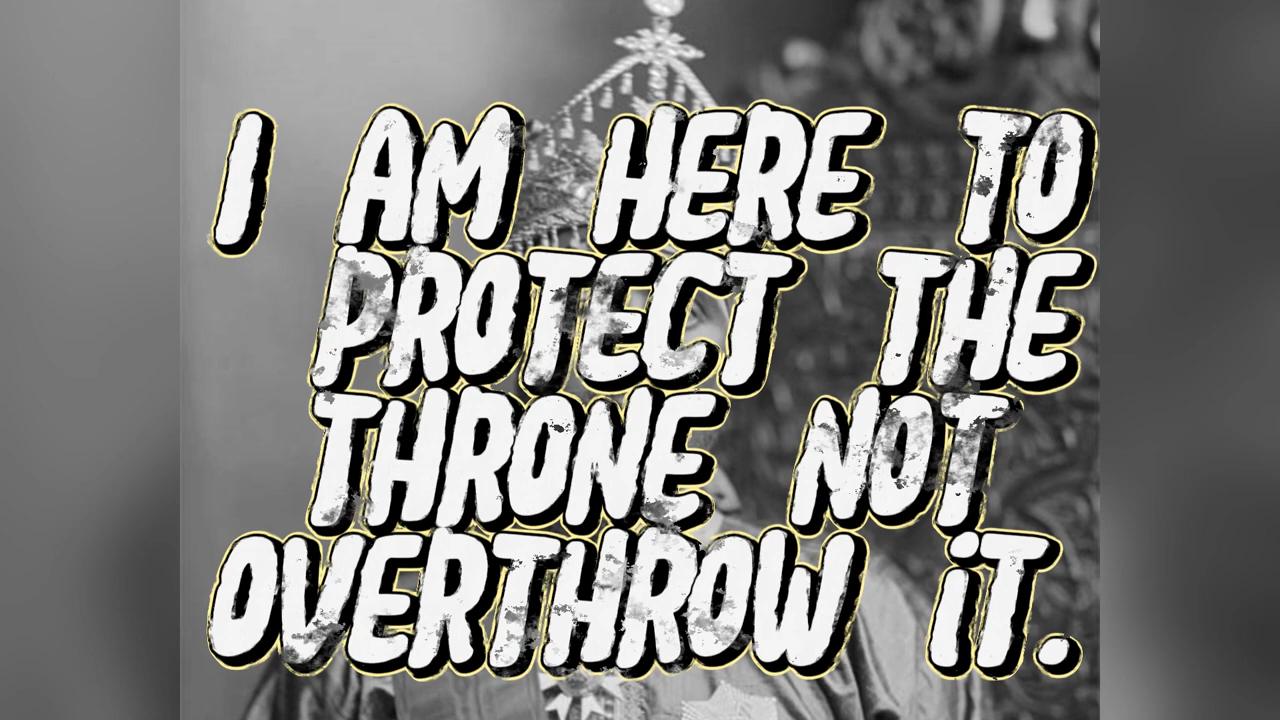 I AM HERE TO
PROTECT THE
THRONE NOT
OVERTHROW iT.